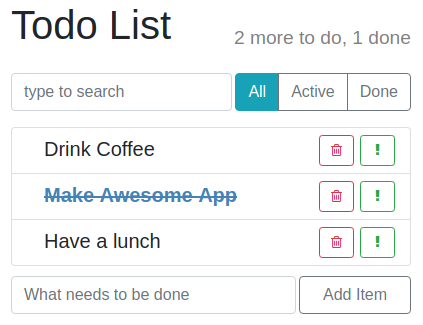 Todo List
2 more to do, 1 done
type to search
All Active Done
Drink Coffee
Make Awesome App
Have a lunch
What needs to be done Add Item